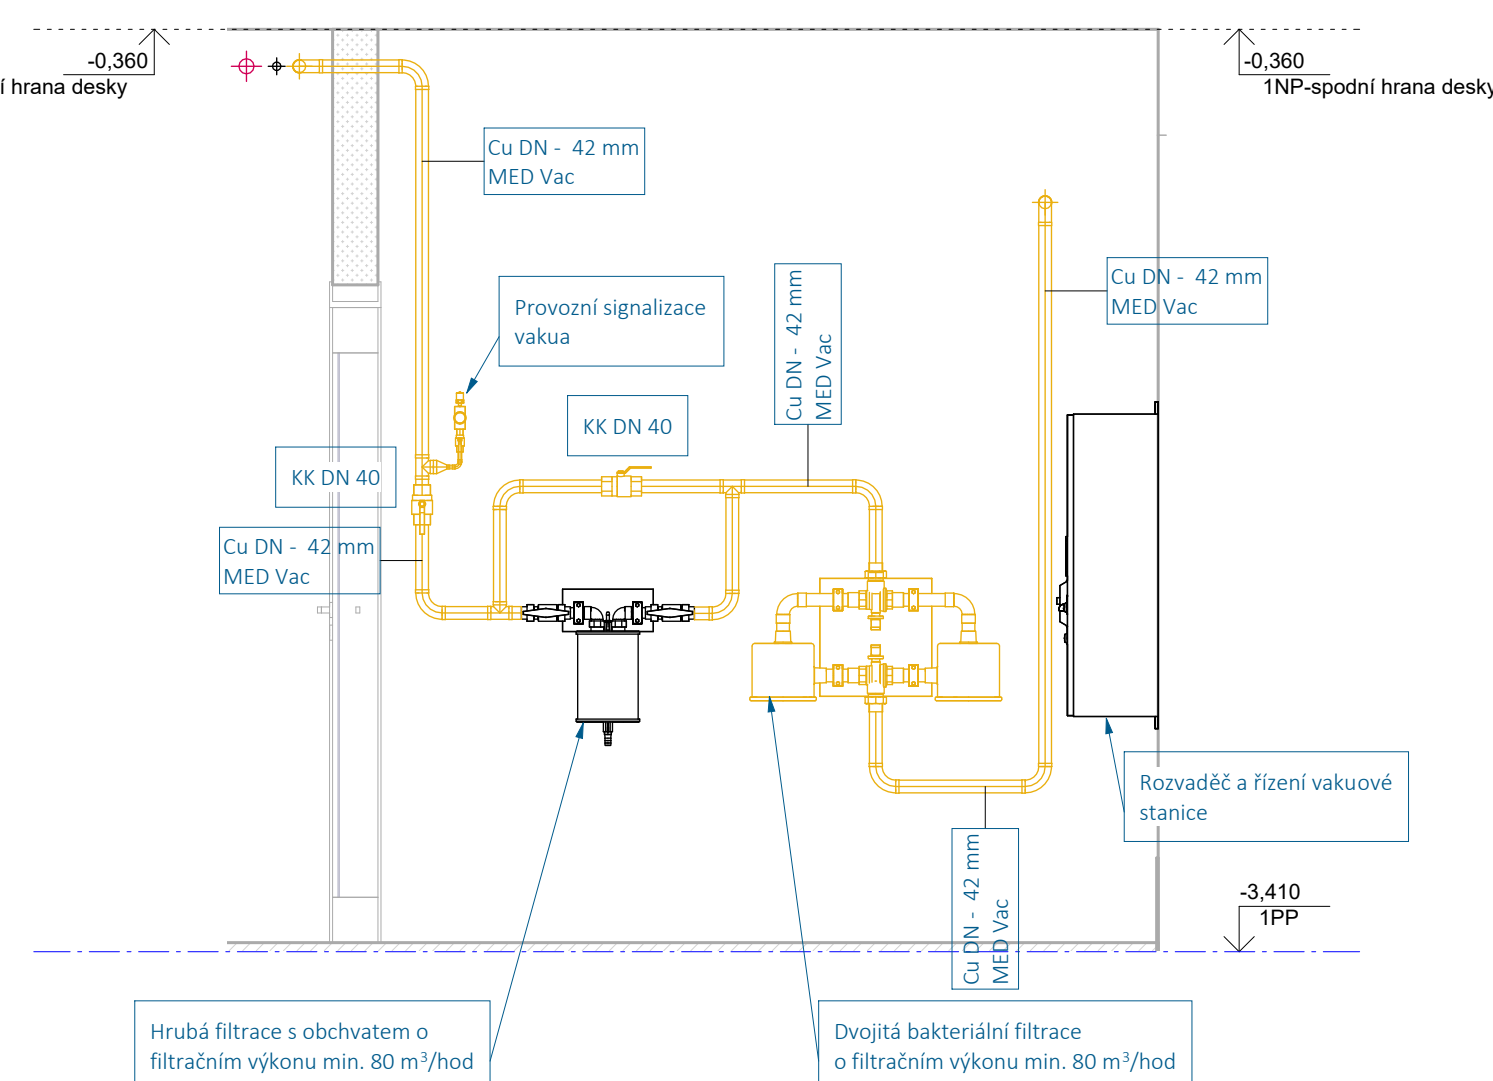 -0,360
í hrana desky
-0,360
1NP-spodní hrana desky
Cu DN - 42 mm
MED Vac
Provozní signalizace
vakua
Cu DN - 42 mm
MED Vac
Cu DN - 42 mm
MED Vac
KK DN 40
KK DN 40
Cu DN - 42 mm
MED Vac
Rozvaděč a řízení vakuové
stanice
Cu DN - 42 mm
MED Vac
-3,410
1PP
Hrubá filtrace s obchvatem o
filtračním výkonu min. 80 m³/hod
Dvojitá bakteriální filtrace
o filtračním výkonu min. 80 m³/hod